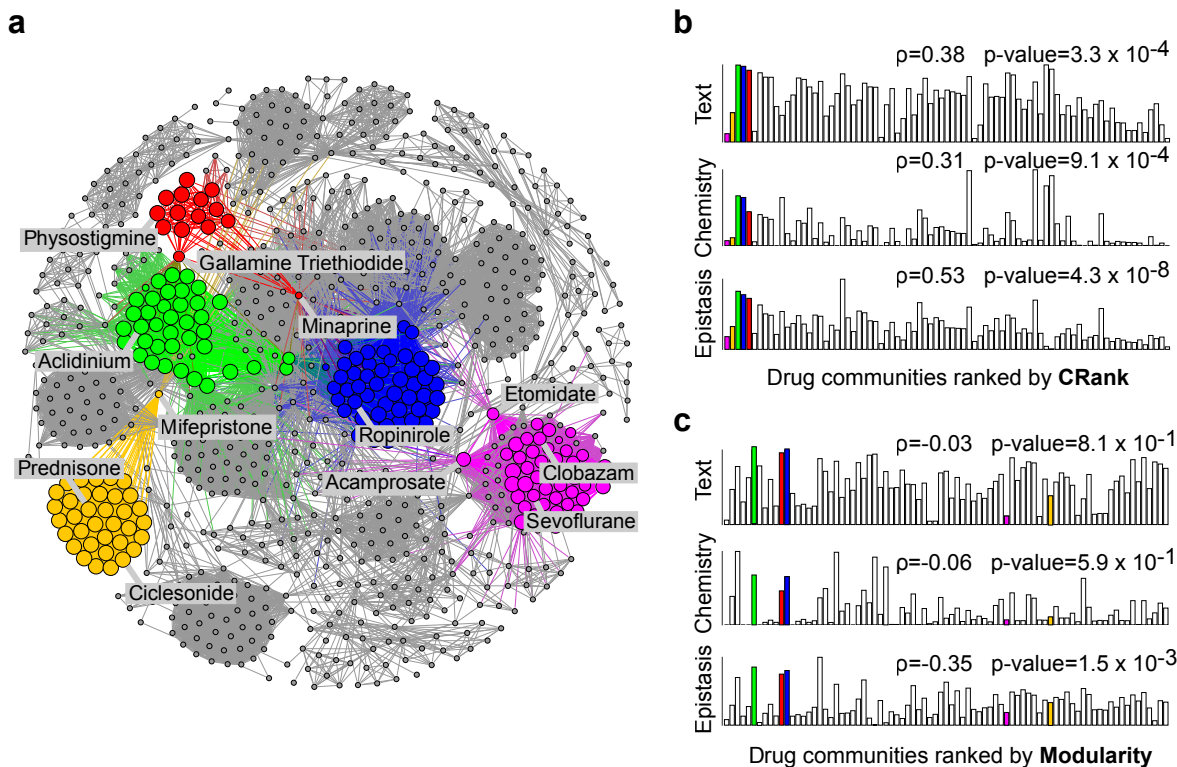 a
Physostigmine
Gallamine Triethiodide
Minaprine
Aclidinium
Etomidate
Mifepristone
Ropinirole
Prednisone
Clobazam
Acamprosate
Sevoflurane
Ciclesonide
b
ρ=0.38 p-value=3.3 x 10-4
Text
ρ=0.31 p-value=9.1 x 10-4
Chemistry
ρ=0.53 p-value=4.3 x 10-8
Epistasis
Drug communities ranked by CRank
c
ρ=-0.03 p-value=8.1 x 10-1
Text
ρ=-0.06 p-value=5.9 x 10-1
Chemistry
ρ=-0.35 p-value=1.5 x 10-3
Epistasis
Drug communities ranked by Modularity